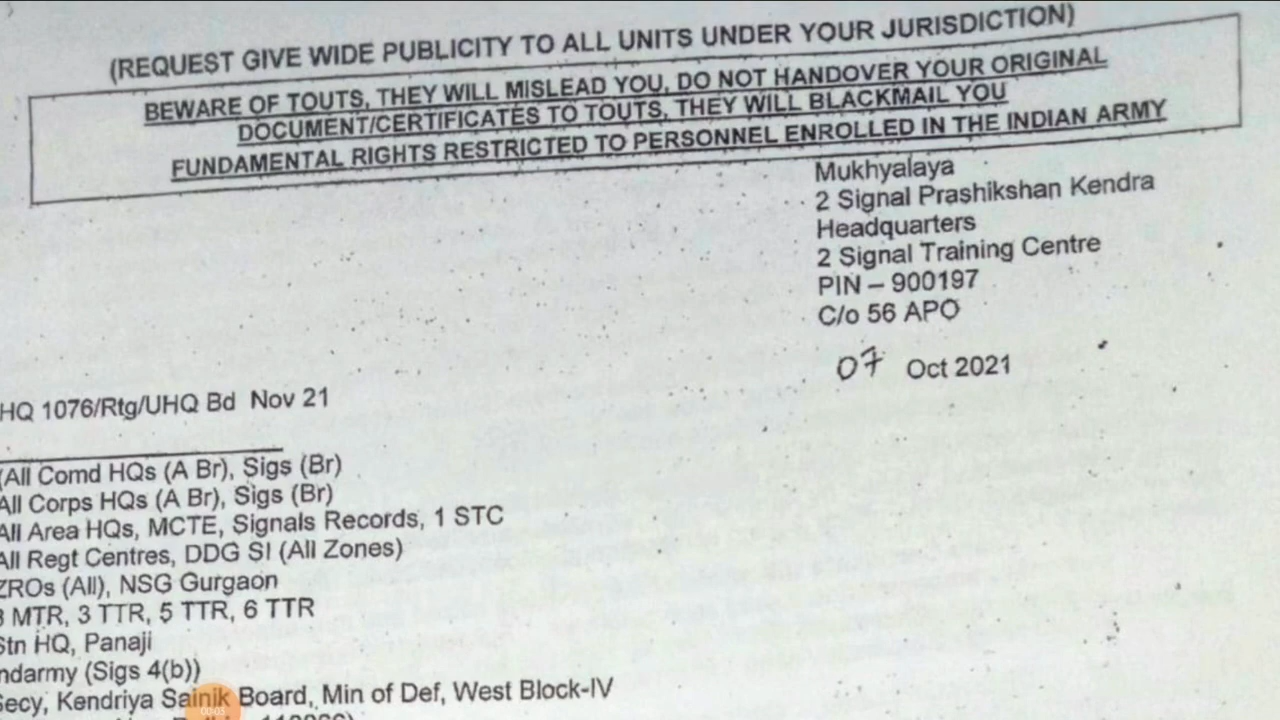 (REQUEST GIVE WIDE PUBLICITY TO ALL UNITS UNDER YOUR JURISDICTION)
BEWARE OF TOUTS, THEY WILL MISLEAD YOU, DO NOT HANDOVER YOUR ORIGINAL
DOCUMENT/CERTIFICATES TO TOUTS, THEY WILL BLACKMAIL YOU
FUNDAMENTAL RIGHTS RESTRICTED TO PERSONNEL ENROLLED IN THE INDIAN ARMY
Mukhyalaya
2 Signal Prashikshan Kendra
Headquarters
2 Signal Training Centre
PIN – 900197
C/o 56 APO
07 Oct 2021
HQ 1076/Rtg/UHQ Bd Nov 21
(All Comd HQs (A Br), Sigs (Br)
All Corps HQs (A Br), Sigs (Br)
All Area HQs, MCTE, Signals Records, 1 STC
All Regt Centres, DDG SI (All Zones)
ZROs (All), NSG Gurgaon
3 MTR, 3 TTR, 5 TTR, 6 TTR
Stn HQ, Panaji
ndarmy (Sigs 4(b))
Secy, Kendriya Sainik Board, Min of Def, West Block-IV
00:03